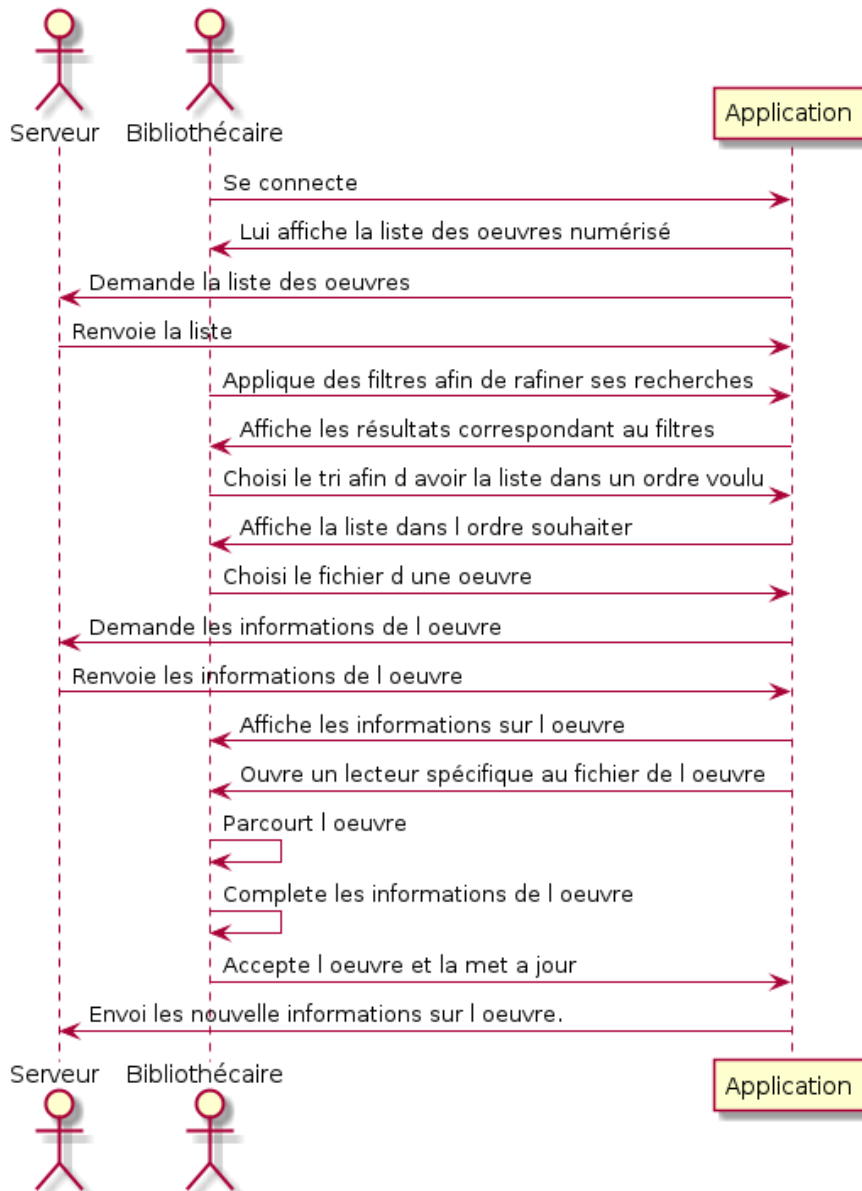 Serveur
Bibliothécaire
Application
Se connecte
Lui affiche la liste des oeuvres numérisé
Demande la liste des oeuvres
Renvoie la liste
Applique des filtres afin de rafiner ses recherches
Affiche les résultats correspondant au filtres
Choisi le tri afin d avoir la liste dans un ordre voulu
Affiche la liste dans l ordre souhaiter
Choisi le fichier d une oeuvre
Demande les informations de l oeuvre
Renvoie les informations de l oeuvre
Affiche les informations sur l oeuvre
Ouvre un lecteur spécifique au fichier de l oeuvre
Parcourt l oeuvre
Complete les informations de l oeuvre
Accepte l oeuvre et la met a jour
Envoi les nouvelle informations sur l oeuvre.
Serveur
Bibliothécaire
Application